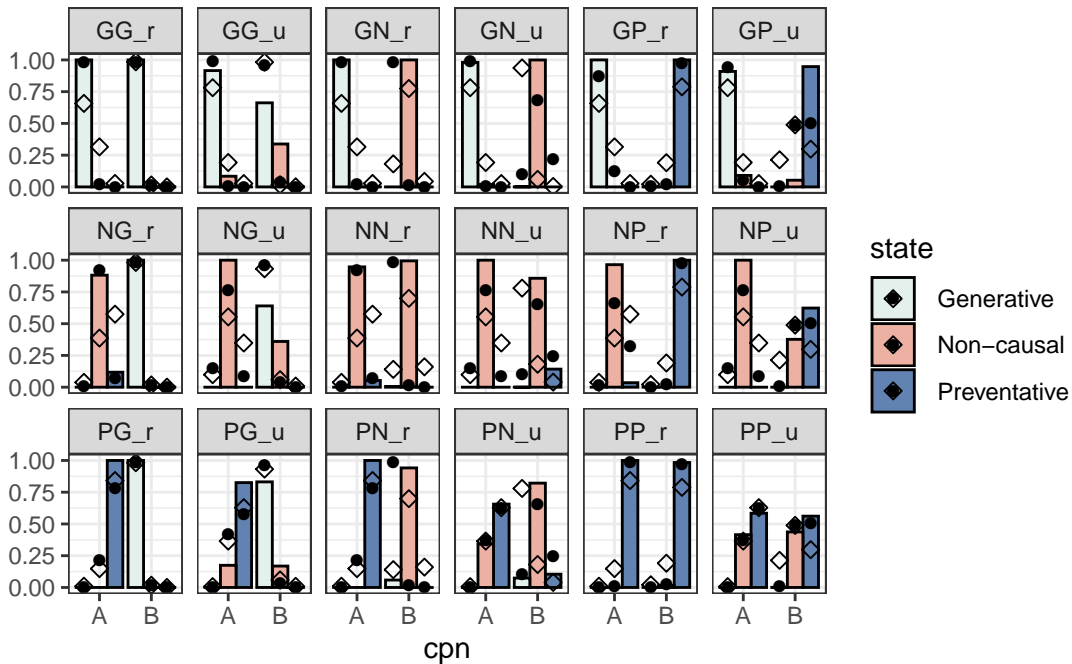 GG_r GG_u GN_r GN_u GP_r GP_u
1.00
0.75
0.50
0.25
0.00
NG_r NG_u NN_r NN_u NP_r NP_u
1.00
0.75
0.50
0.25
0.00
PG_r PG_u PN_r PN_u PP_r PP_u
1.00
0.75
0.50
0.25
0.00
A B A B A B A B A B A B
cpn
state
Generative
Non−causal
Preventative